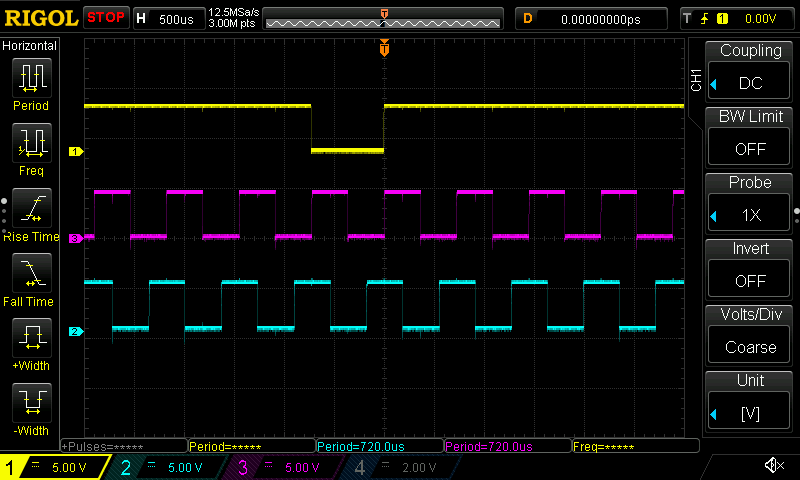 RIGOL STOP H 500us 12.5MSa/s 3.00M pts T D 0.00000000ps T 1 0.00V
Horizontal
Period
Freq
Rise Time
Fall Time
+Width
-Width
T
1
3
2
CH1
Coupling
DC
BW Limit
OFF
Probe
1X
Invert
OFF
Volts/Div
Coarse
Unit
[V]
+Pulses=***** Period=***** Period=720.0us Period=720.0us Freq=*****
1 5.00 V 2 5.00 V 3 5.00 V 4 2.00 V